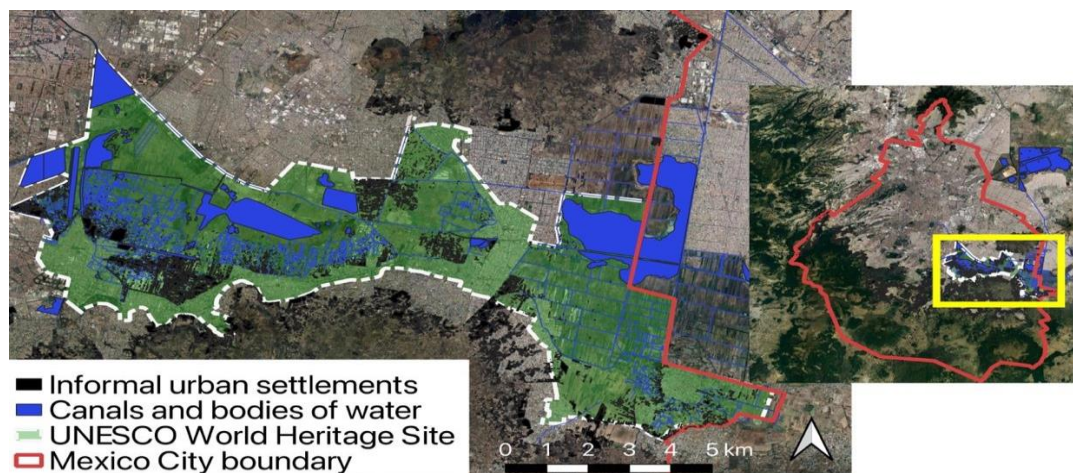 Informal urban settlements
Canals and bodies of water
UNESCO World Heritage Site
Mexico City boundary
0 1 2 3 4 5 km